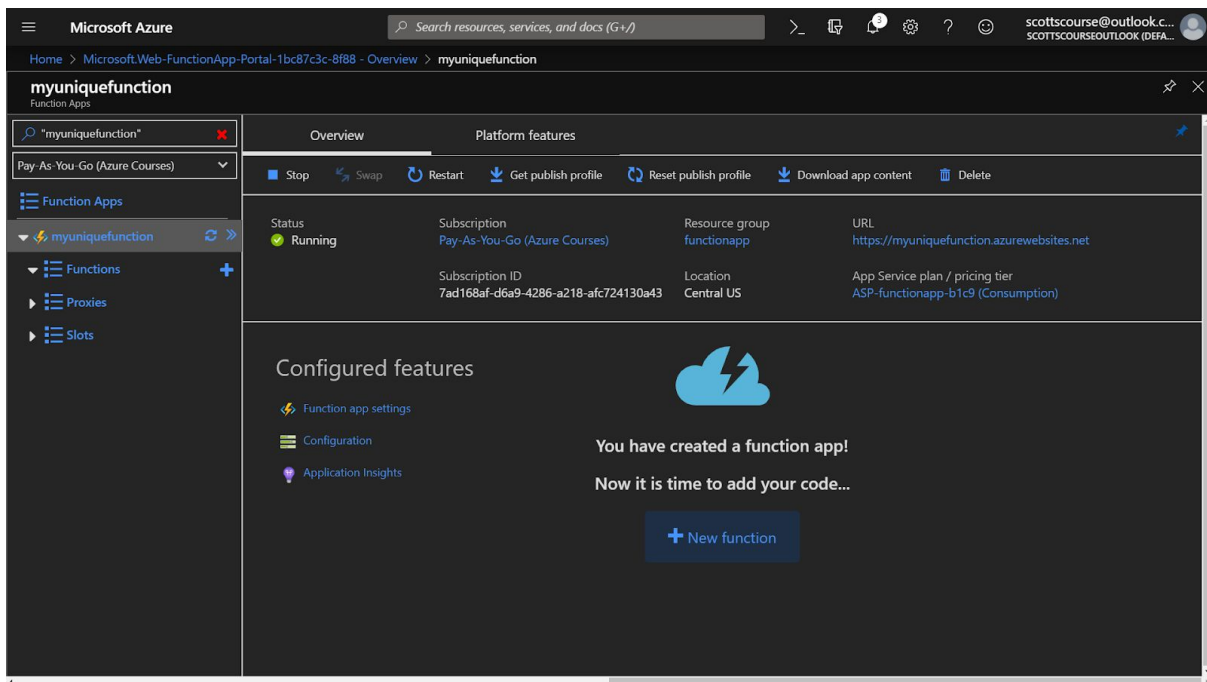 Microsoft Azure
Search resources, services, and docs (G+/)
3
scottscourse@outlook.c...
SCOTTSCOURSEOUTLOOK (DEFA...
Home > Microsoft.Web-FunctionApp-Portal-1bc87c3c-8f88 - Overview > myuniquefunction
myuniquefunction
Function Apps
"myuniquefunction"
Pay-As-You-Go (Azure Courses)
Function Apps
myuniquefunction
Functions
Proxies
Slots
Overview Platform features
Stop Swap Restart Get publish profile Reset publish profile Download app content Delete
Status Subscription Resource group URL
Running Pay-As-You-Go (Azure Courses) functionapp https://myuniquefunction.azurewebsites.net
Subscription ID Location App Service plan / pricing tier
7ad168af-d6a9-4286-a218-afc724130a43 Central US ASP-functionapp-b1c9 (Consumption)
Configured features
Function app settings
Configuration
Application Insights
You have created a function app!
Now it is time to add your code...
New function